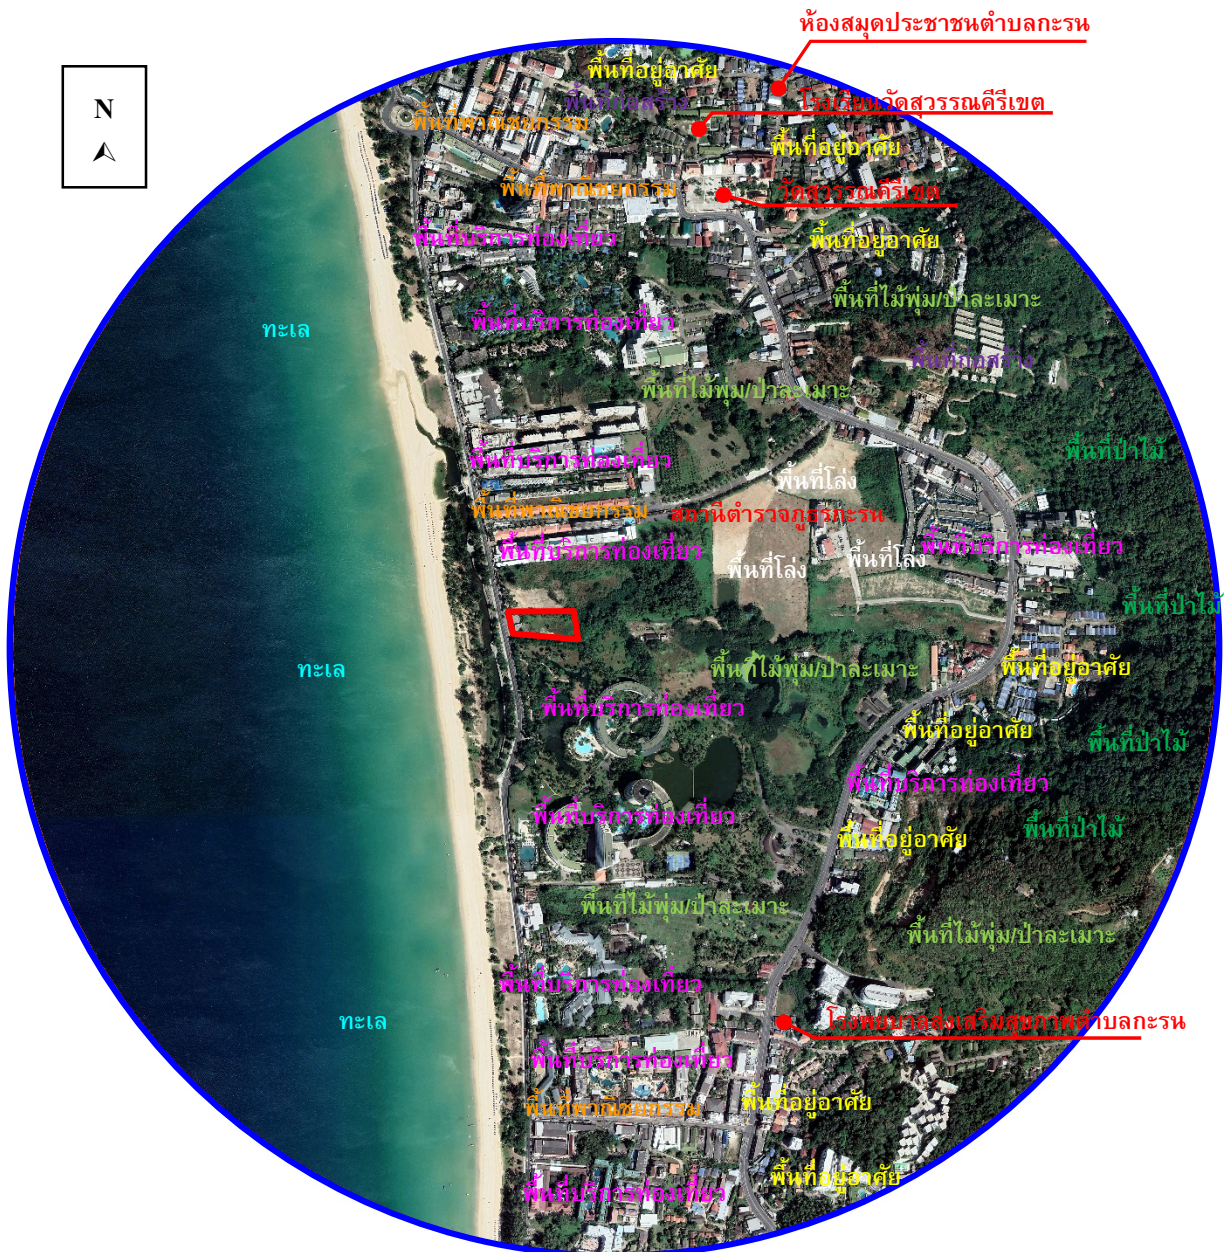 ห้องสมุดประชาชนตำบลกะรน
N
พื้นที่อยู่อาศัย
พื้นที่ก่อสร้าง
โรงเรียนวัดสุวรรณคีรีเขต
พื้นที่พาณิชยกรรม
พื้นที่อยู่อาศัย
พื้นที่พาณิชยกรรม
วัดสุวรรณคีรีเขต
พื้นที่บริการท่องเที่ยว
พื้นที่อยู่อาศัย
พื้นที่ไม้พุ่ม/ป่าละเมาะ
ทะเล
พื้นที่บริการท่องเที่ยว
พื้นที่ก่อสร้าง
พื้นที่ไม้พุ่ม/ป่าละเมาะ
พื้นที่ป่าไม้
พื้นที่บริการท่องเที่ยว
พื้นที่โล่ง
พื้นที่พาณิชยกรรม
สถานีตำรวจภูธรกะรน
พื้นที่บริการท่องเที่ยว
พื้นที่โล่ง
พื้นที่โล่ง
พื้นที่บริการท่องเที่ยว
พื้นที่ป่าไม้
ทะเล
พื้นที่ไม้พุ่ม/ป่าละเมาะ
พื้นที่อยู่อาศัย
พื้นที่บริการท่องเที่ยว
พื้นที่อยู่อาศัย
พื้นที่ป่าไม้
พื้นที่บริการท่องเที่ยว
พื้นที่บริการท่องเที่ยว
พื้นที่อยู่อาศัย
พื้นที่ป่าไม้
พื้นที่ไม้พุ่ม/ป่าละเมาะ
พื้นที่ไม้พุ่ม/ป่าละเมาะ
พื้นที่บริการท่องเที่ยว
ทะเล
โรงพยาบาลส่งเสริมสุขภาพตำบลกะรน
พื้นที่บริการท่องเที่ยว
พื้นที่พาณิชยกรรม
พื้นที่อยู่อาศัย
พื้นที่บริการท่องเที่ยว
พื้นที่อยู่อาศัย